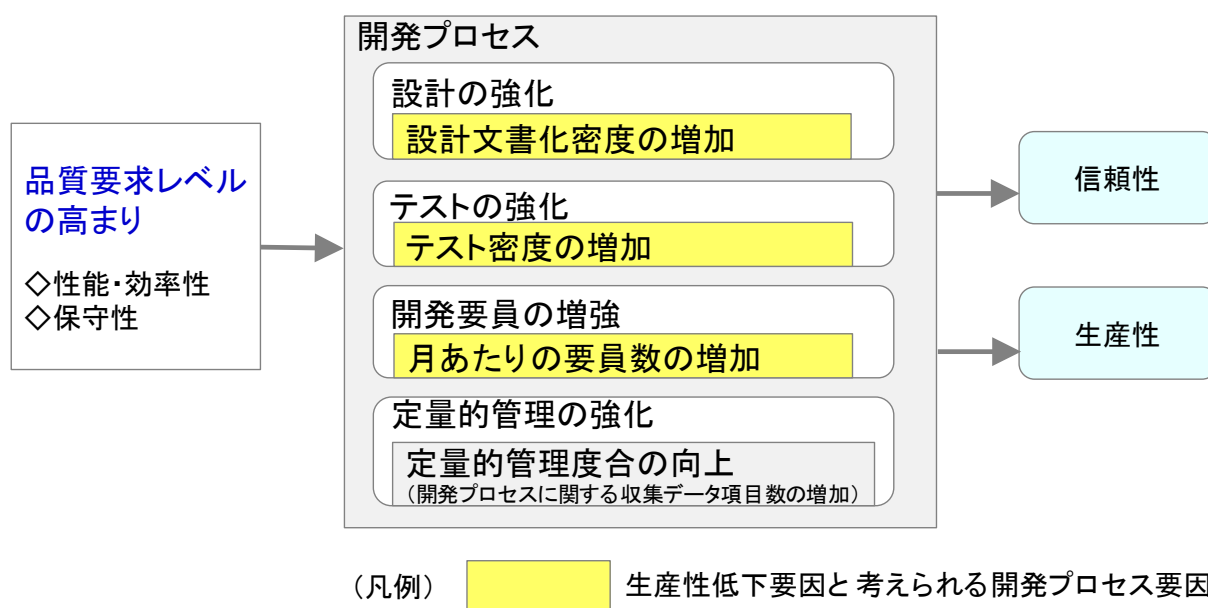 開発プロセス
設計の強化
設計文書化密度の増加
品質要求レベル
の高まり
◇性能・効率性
◇保守性
テストの強化
テスト密度の増加
開発要員の増強
月あたりの要員数の増加
定量的管理の強化
定量的管理度合の向上
（開発プロセスに関する収集データ項目数の増加）
信頼性
生産性
（凡例）
生産性低下要因と考えられる開発プロセス要因